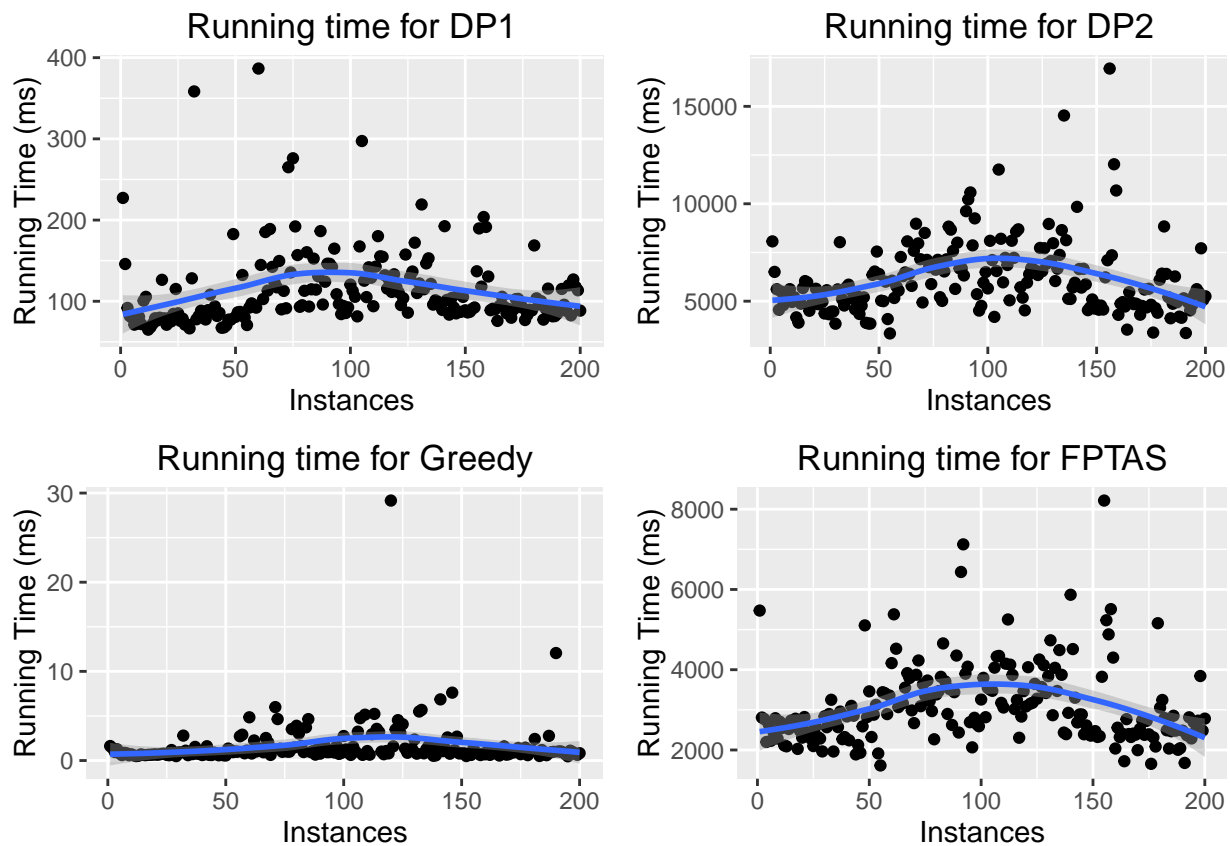 Running time for DP1
Running Time (ms)
400
300
200
100
0 50 100 150 200
Instances
Running time for DP2
Running Time (ms)
15000
10000
5000
0 50 100 150 200
Instances
Running time for Greedy
Running Time (ms)
30
20
10
0
0 50 100 150 200
Instances
Running time for FPTAS
Running Time (ms)
8000
6000
4000
2000
0 50 100 150 200
Instances